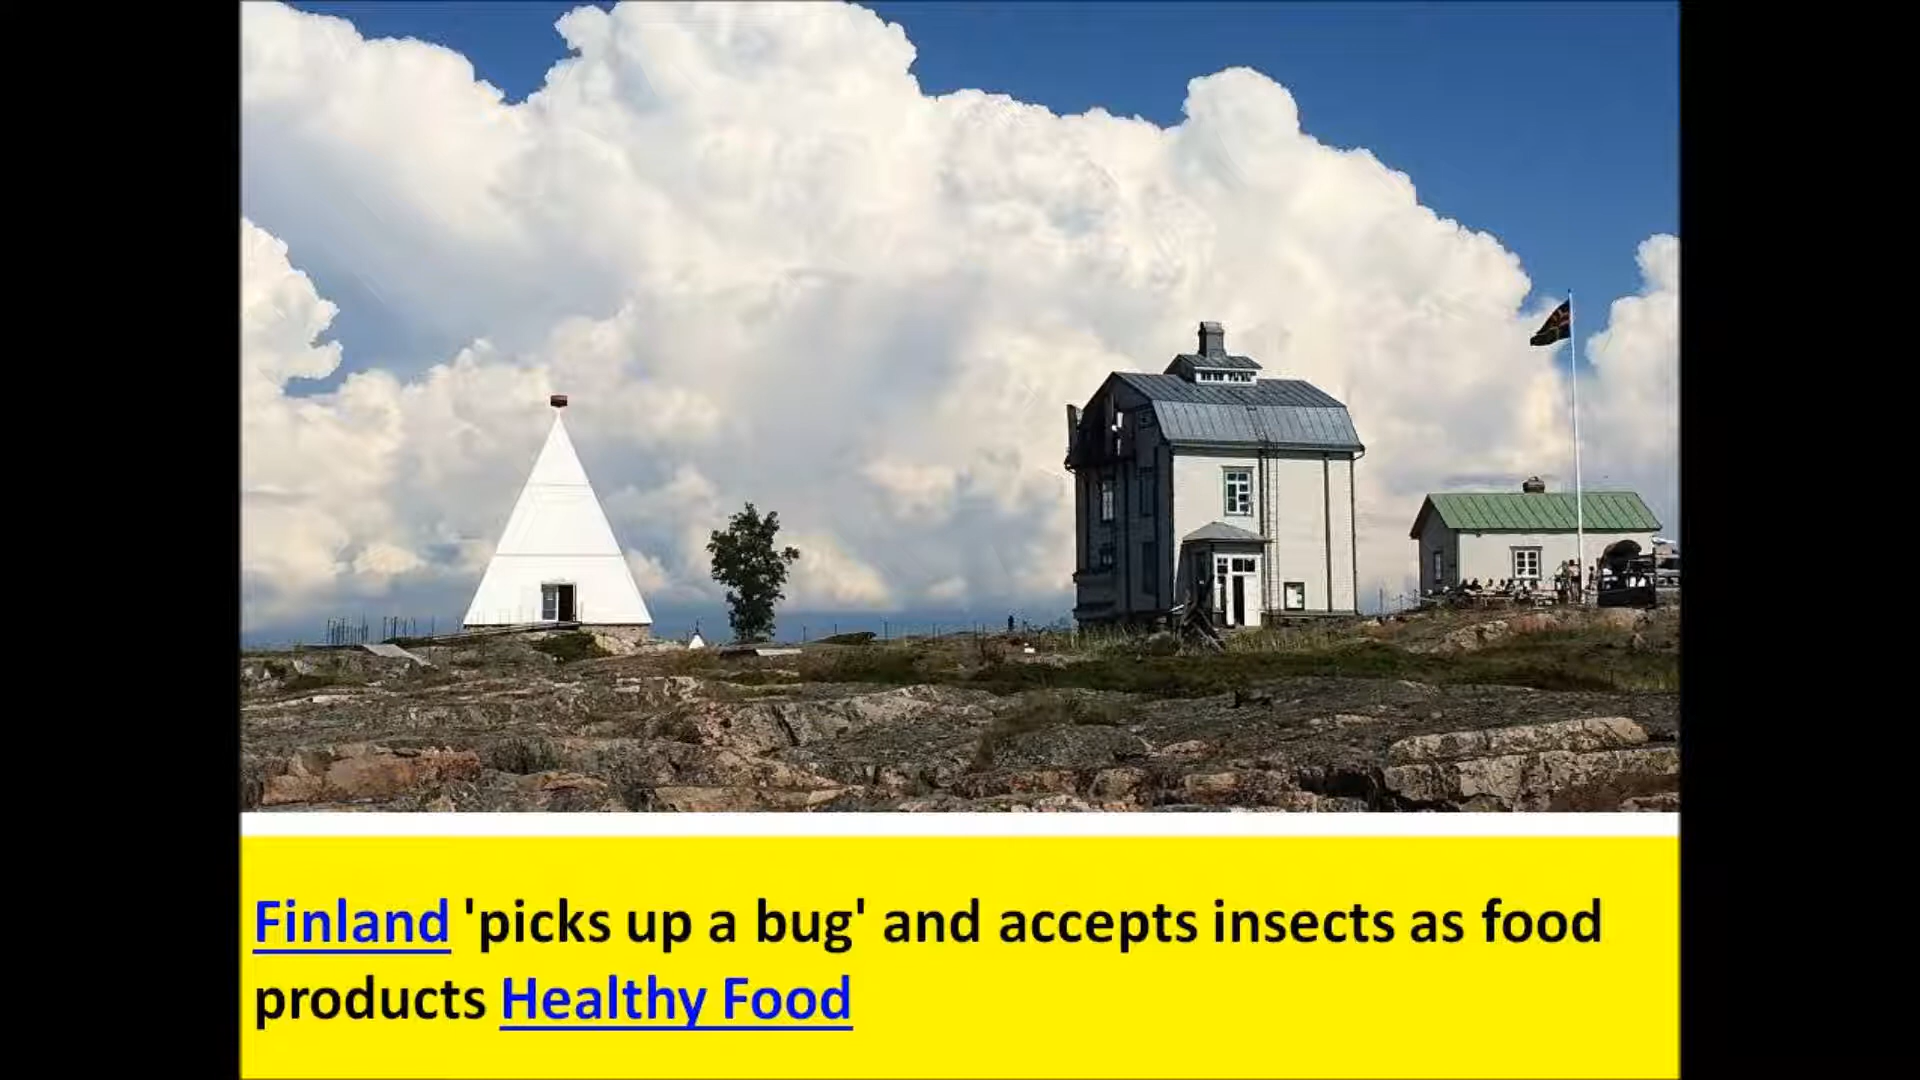 Finland 'picks up a bug' and accepts insects as food
products Healthy Food